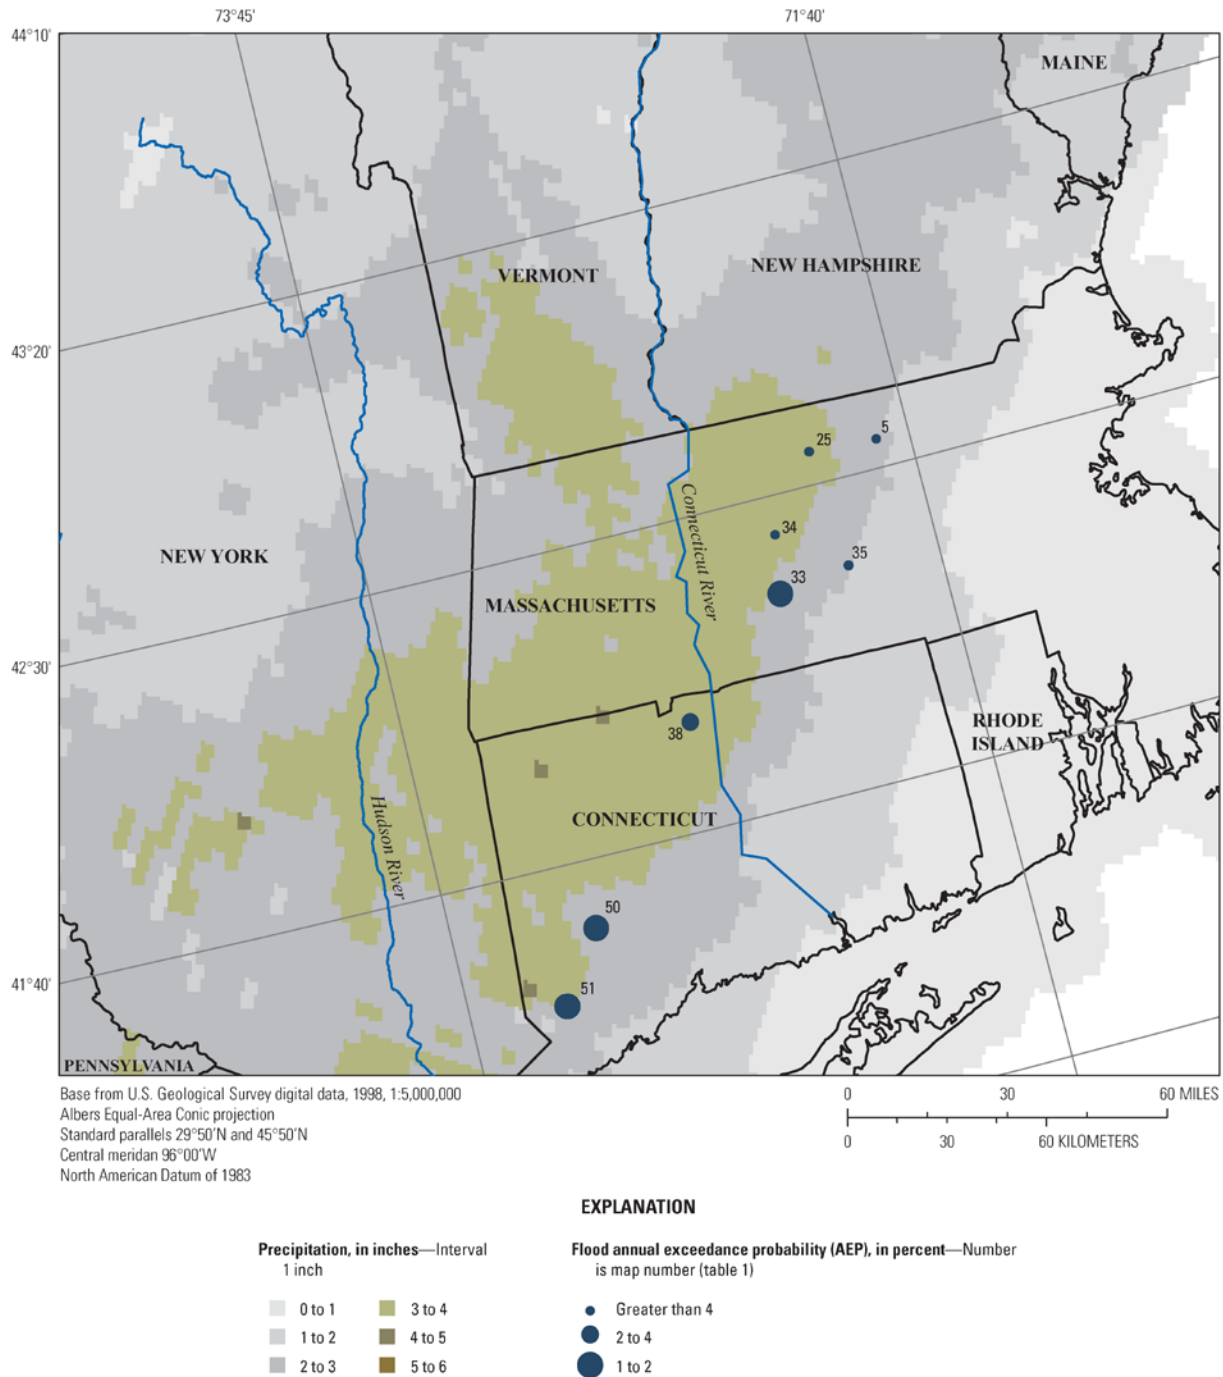 73°45'
71°40'
44°10'
MAINE
VERMONT
NEW HAMPSHIRE
43°20'
5
25
Connecticut River
34
NEW YORK
35
33
MASSACHUSETTS
42°30'
RHODE
ISLAND
38
CONNECTICUT
Hudson River
50
41°40'
51
PENNSYLVANIA
Base from U.S. Geological Survey digital data, 1998, 1:5,000,000
Albers Equal-Area Conic projection
Standard parallels 29°50'N and 45°50'N
Central meridan 96°00'W
North American Datum of 1983
0 30 60 MILES
0 30 60 KILOMETERS
EXPLANATION
Precipitation, in inches—Interval
1 inch
0 to 1
1 to 2
2 to 3
3 to 4
4 to 5
5 to 6
Flood annual exceedance probability (AEP), in percent—Number
is map number (table 1)
Greater than 4
2 to 4
1 to 2